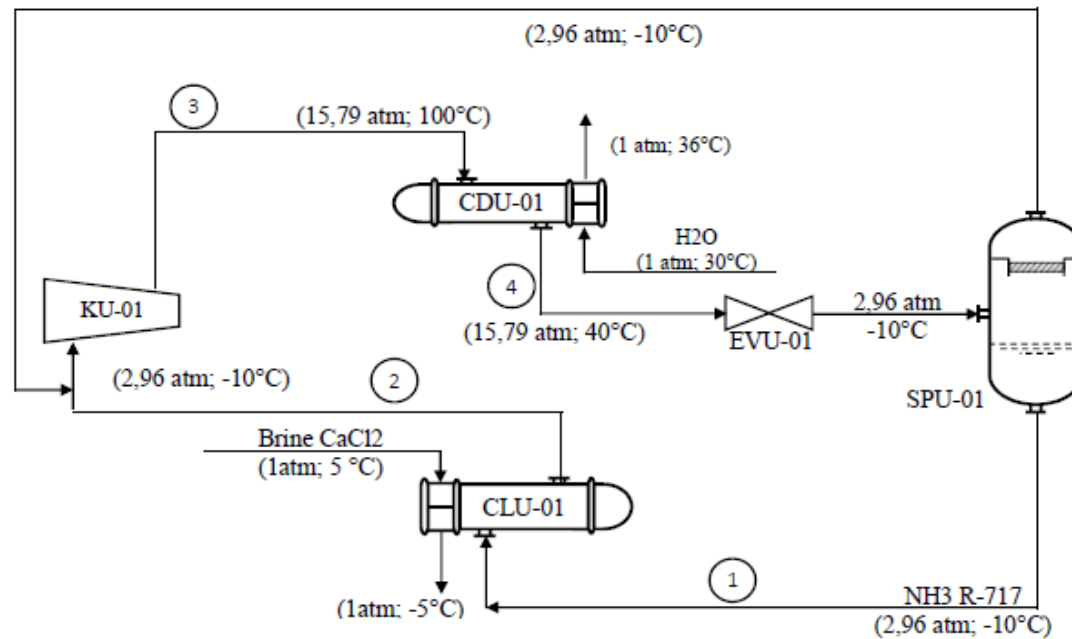 (2,96 atm; -10°C)
3
(15,79 atm; 100°C)
(1 atm; 36°C)
CDU-01
H2O
(1 atm; 30°C)
4
KU-01
2,96 atm
-10°C
(15,79 atm; 40°C)
EVU-01
(2,96 atm; -10°C)
2
SPU-01
Brine CaCl2
(1atm; 5 °C)
CLU-01
1
NH3 R-717
(1atm; -5°C)
(2,96 atm; -10°C)